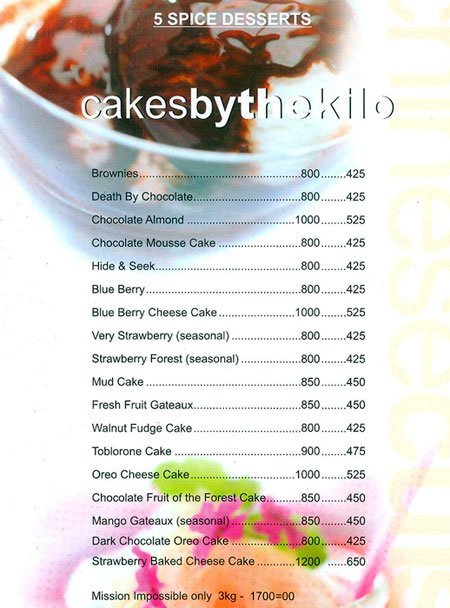 5 SPICE DESSERTS
cakesbythekilo
Brownies..................................................800........425
Death By Chocolate.................................800........425
Chocolate Almond ..................................1000........525
Chocolate Mousse Cake .........................800........425
Hide & Seek.............................................800........425
Blue Berry................................................800........425
Blue Berry Cheese Cake .......................1000........525
Very Strawberry (seasonal) .....................800........425
Strawberry Forest (seasonal) ..................800........425
Mud Cake ................................................850........450
Fresh Fruit Gateaux.................................850........450
Walnut Fudge Cake .................................800........425
Toblorone Cake .......................................900........475
Oreo Cheese Cake................................1000........525
Chocolate Fruit of the Forest Cake..........850........450
Mango Gateaux (seasonal) .....................850........450
Dark Chocolate Oreo Cake .....................800........425
Strawberry Baked Cheese Cake ............1200 ......650
Mission Impossible only 3kg - 1700=00